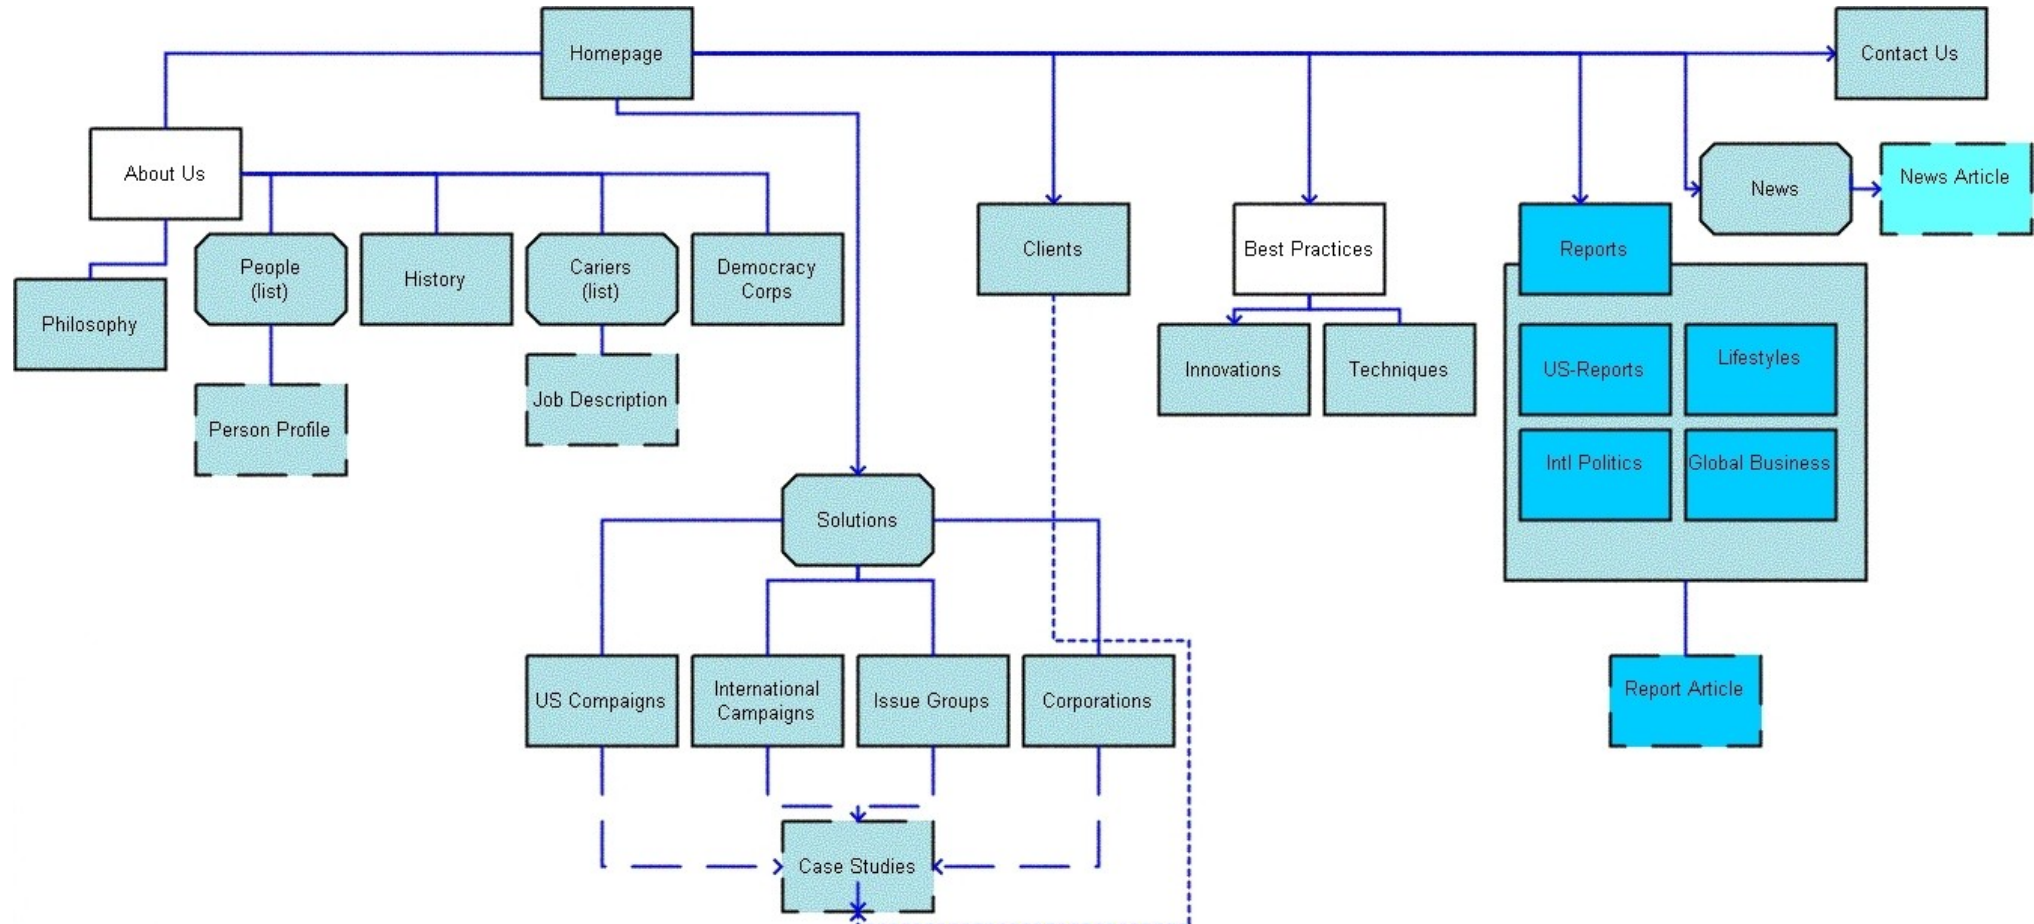 Homepage
Contact Us
About Us
News
News Article
Philosophy
People
(list)
History
Cariers
(list)
Democracy
Corps
Clients
Best Practices
Reports
Person Profile
Job Description
Innovations
Techniques
US-Reports
Lifestyles
Intl Politics
Global Business
Solutions
US Compaigns
International
Campaigns
Issue Groups
Corporations
Report Article
Case Studies